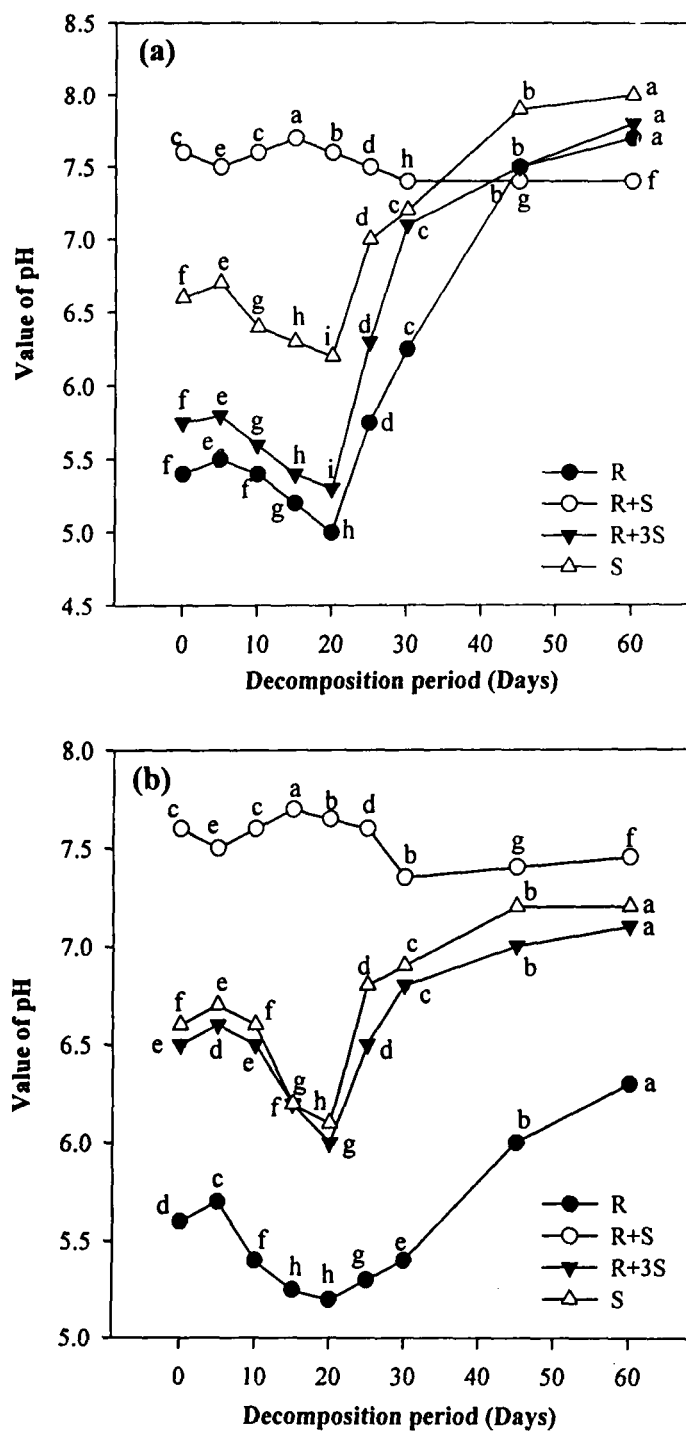 8.5
(a)
8.0
7.5
7.0
6.5
6.0
5.5
5.0
4.5
Value of pH
c e c a b d h g f
f e g h i d c b a
f e g h i d c b a
f e f g h d c b a
R
R+S
R+3S
S
0 10 20 30 40 50 60
Decomposition period (Days)
8.0
(b)
7.5
7.0
6.5
6.0
5.5
5.0
Value of pH
c e c a b d b g f
f e f g h d c b a
e d e f g d c b a
d c f h h g e b a
R
R+S
R+3S
S
0 10 20 30 40 50 60
Decomposition period (Days)